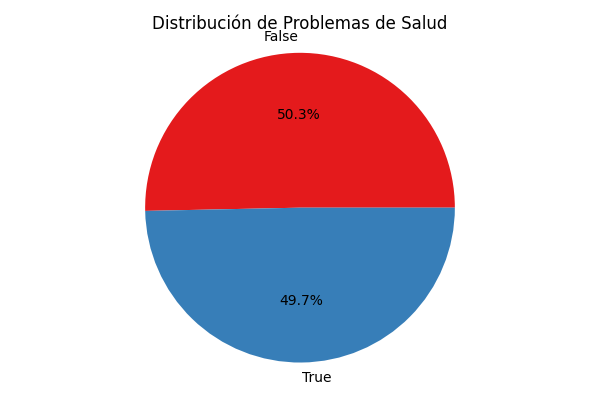 Distribución de Problemas de Salud
False
50.3%
49.7%
True